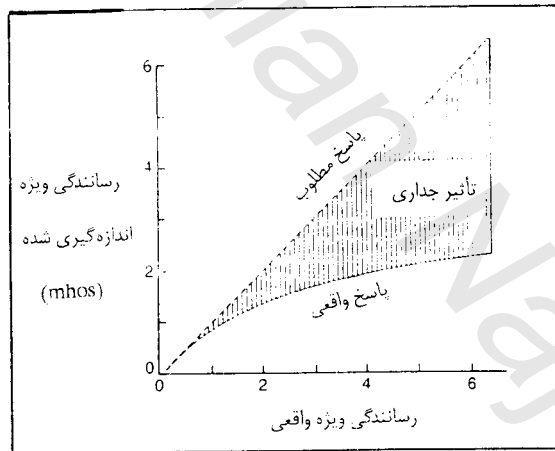 6
4
2
0
0
2
4
6
رسانندگی ویژه
اندازه‌گیری شده
(mhos)
پاسخ مطلوب
تأثیر جداری
پاسخ واقعی
رسانندگی ویژه واقعی